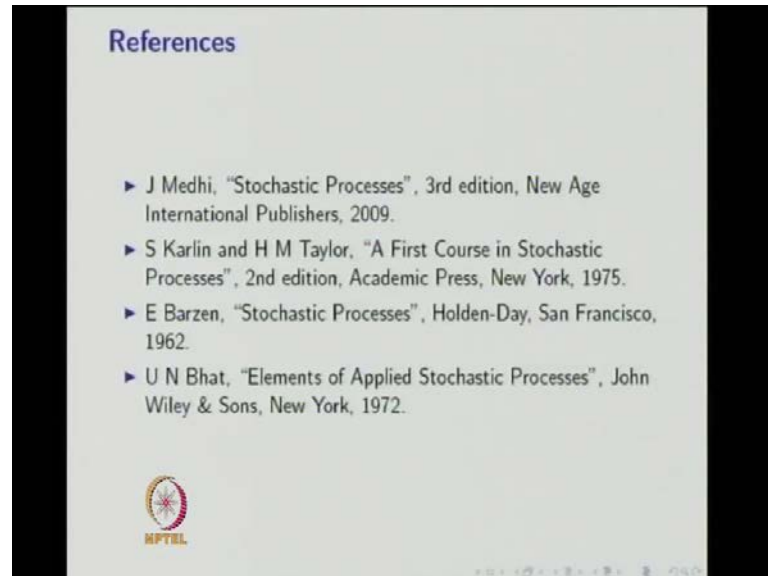 References
► J Medhi, “Stochastic Processes”, 3rd edition, New Age
International Publishers, 2009.
► S Karlin and H M Taylor, “A First Course in Stochastic
Processes”, 2nd edition, Academic Press, New York, 1975.
► E Barzen, “Stochastic Processes”, Holden-Day, San Francisco,
1962.
► U N Bhat, “Elements of Applied Stochastic Processes”, John
Wiley & Sons, New York, 1972.
NPTEL